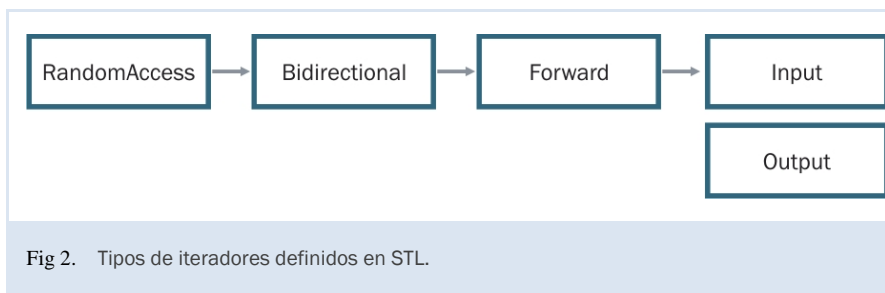 RandomAccess Bidirectional Forward Input
Output
Fig 2. Tipos de iteradores definidos en STL.